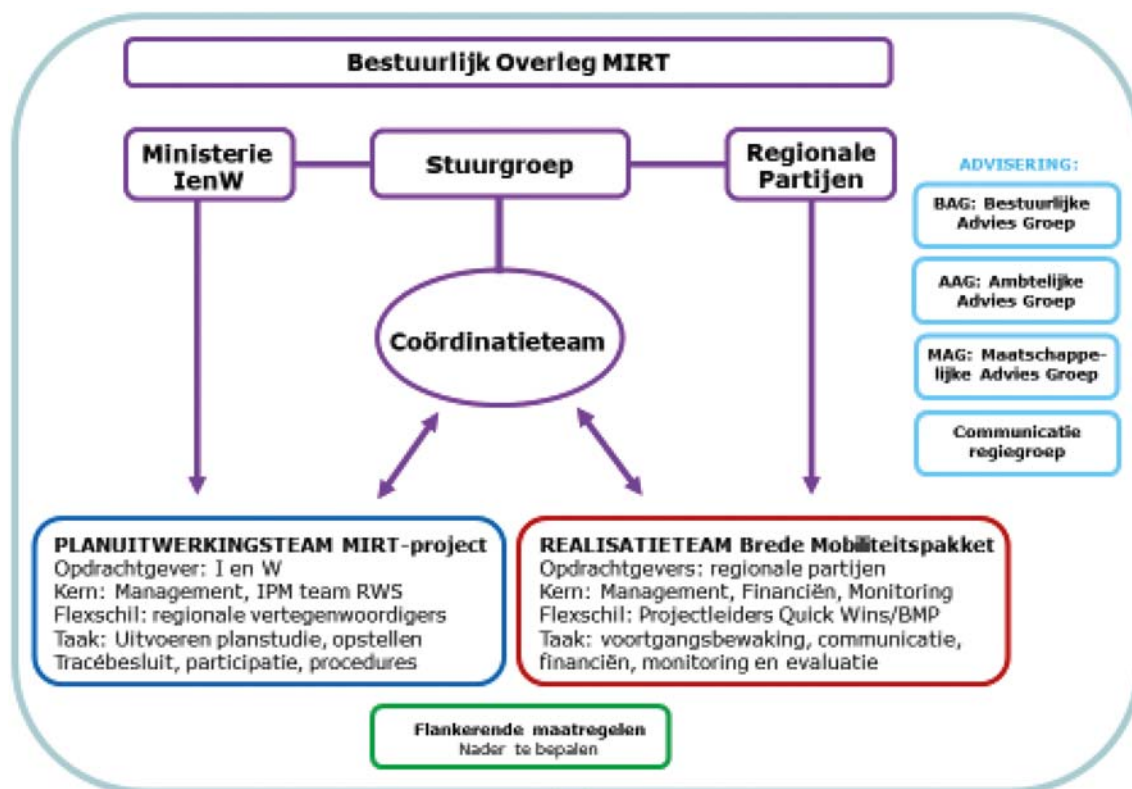 Bestuurlijk Overleg MIRT
Ministerie
IenW
Stuurgroep
Regionale
Partijen
Coördinatieteam
ADVISERING:
BAG: Bestuurlijke
Advies Groep
AAG: Ambtelijke
Advies Groep
MAG: Maatschappe-
lijke Advies Groep
Communicatie
regiegroep
PLANUITWERKINGSTEAM MIRT-project
Opdrachtgever: I en W
Kern: Management, IPM team RWS
Flexschil: regionale vertegenwoordigers
Taak: Uitvoeren planstudie, opstellen
Tracébesluit, participatie, procedures
REALISATIETEAM Brede Mobiliteitspakket
Opdrachtgevers: regionale partijen
Kern: Management, Financiën, Monitoring
Flexschil: Projectleiders Quick Wins/BMP
Taak: voortgangsbewaking, communicatie,
financiën, monitoring en evaluatie
Flankerende maatregelen
Nader te bepalen